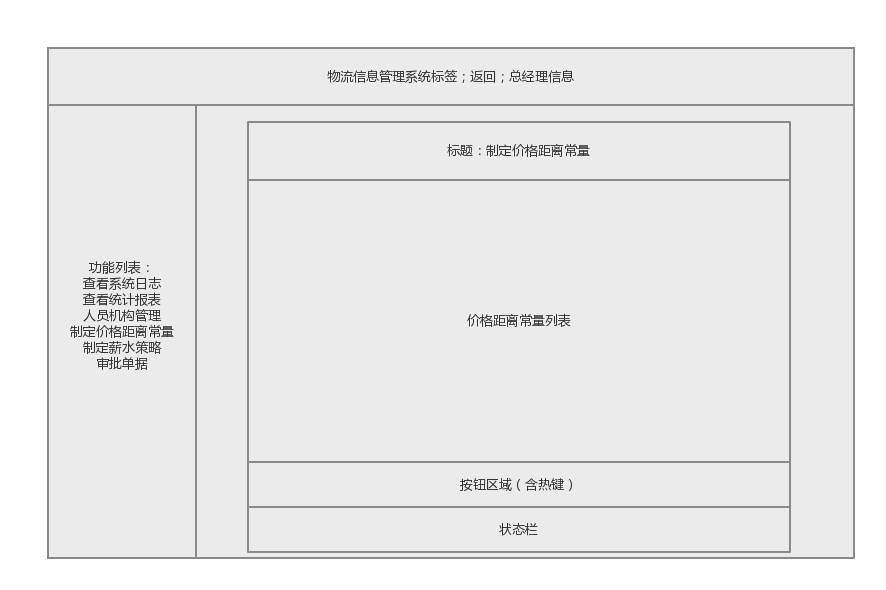 物流信息管理系统标签；返回；总经理信息
标题：制定价格距离常量
功能列表：
查看系统日志
查看统计报表
人员机构管理
制定价格距离常量
制定薪水策略
审批单据
价格距离常量列表
按钮区域（含热键）
状态栏